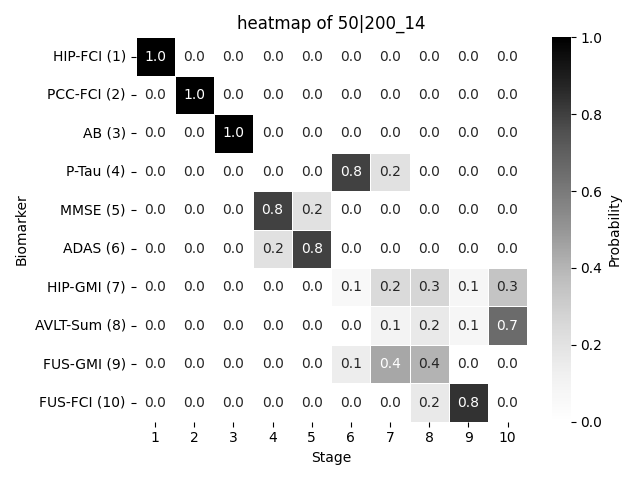 heatmap of 50|200_14
HIP-FCI (1) 1.0 0.0 0.0 0.0 0.0 0.0 0.0 0.0 0.0 0.0
PCC-FCI (2) 0.0 1.0 0.0 0.0 0.0 0.0 0.0 0.0 0.0 0.0
AB (3) 0.0 0.0 1.0 0.0 0.0 0.0 0.0 0.0 0.0 0.0
P-Tau (4) 0.0 0.0 0.0 0.0 0.0 0.8 0.2 0.0 0.0 0.0
MMSE (5) 0.0 0.0 0.0 0.8 0.2 0.0 0.0 0.0 0.0 0.0
ADAS (6) 0.0 0.0 0.0 0.2 0.8 0.0 0.0 0.0 0.0 0.0
HIP-GMI (7) 0.0 0.0 0.0 0.0 0.0 0.1 0.2 0.3 0.1 0.3
AVLT-Sum (8) 0.0 0.0 0.0 0.0 0.0 0.0 0.1 0.2 0.1 0.7
FUS-GMI (9) 0.0 0.0 0.0 0.0 0.0 0.1 0.4 0.4 0.0 0.0
FUS-FCI (10) 0.0 0.0 0.0 0.0 0.0 0.0 0.0 0.2 0.8 0.0
1 2 3 4 5 6 7 8 9 10
Stage
Biomarker
1.0
0.8
0.6
0.4
0.2
0.0
Probability